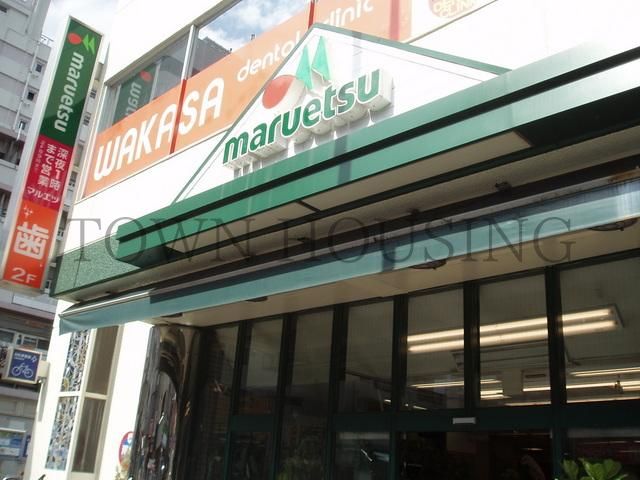 maruetsu
深夜1時
まで営業
マルエツ
歯
2F
WAKASA dental clinic
maruetsu
TOWN HOUSING